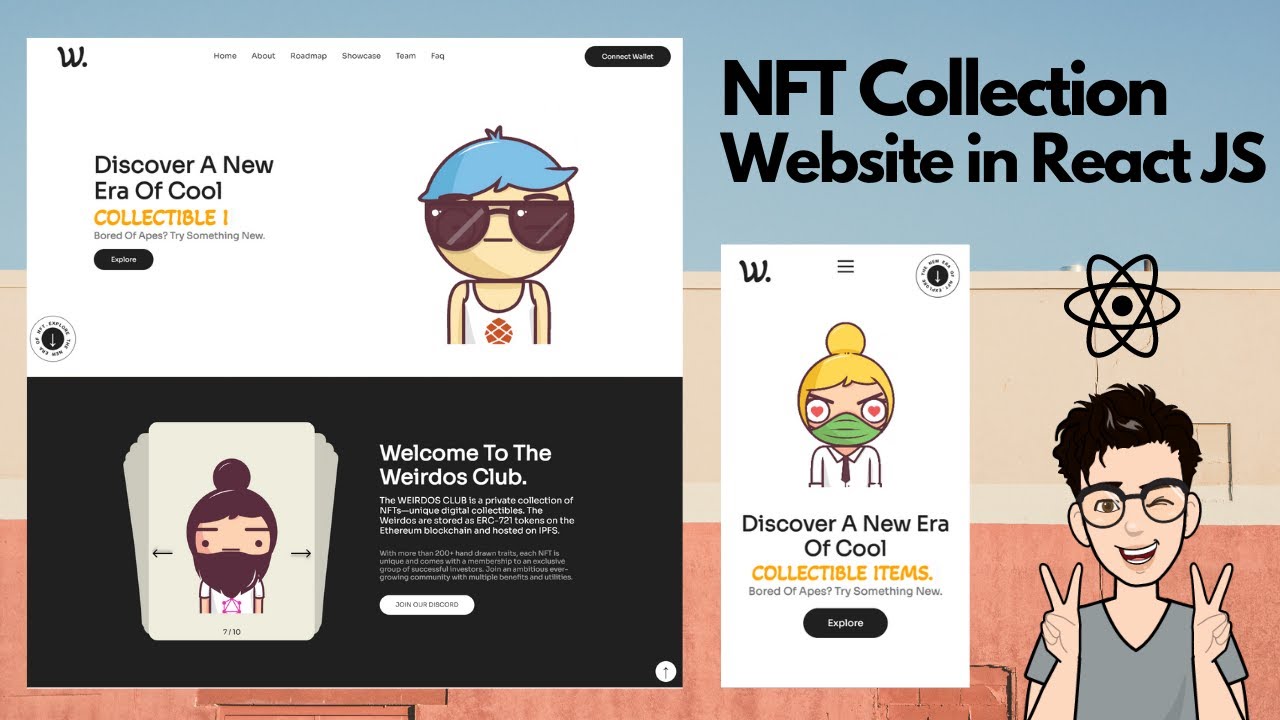 W.
Home About Roadmap Showcase Team Faq
Connect Wallet
Discover A New
Era Of Cool
COLLECTIBLE I
Bored Of Apes? Try Something New.
Explore
EXPLORE THE NEW ERA OF NFT.
Welcome To The
Weirdos Club.
The WEIRDOS CLUB is a private collection of
NFTs—unique digital collectibles. The
Weirdos are stored as ERC-721 tokens on the
Ethereum blockchain and hosted on IPFS.
With more than 200+ hand drawn traits, each NFT is
unique and comes with a membership to an exclusive
group of successful investors. Join an ambitious ever-
growing community with multiple benefits and utilities.
JOIN OUR DISCORD
7 / 10
NFT Collection
Website in React JS
W.
EXPLORE THE NEW ERA OF NFT.
Discover A New Era
Of Cool
COLLECTIBLE ITEMS.
Bored Of Apes? Try Something New.
Explore